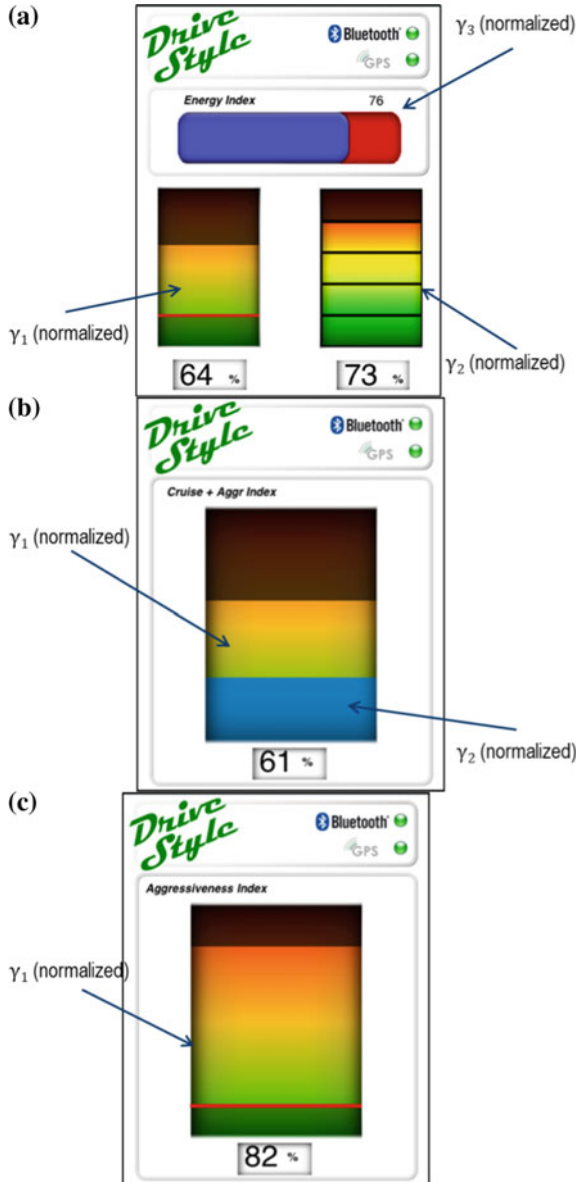 (a)
Drive
Style
Bluetooth®
GPS
γ₃ (normalized)
Energy Index
76
γ₁ (normalized)
γ₂ (normalized)
64 %
73 %
(b)
Drive
Style
Bluetooth®
GPS
Cruise + Aggr Index
γ₁ (normalized)
61 %
γ₂ (normalized)
(c)
Drive
Style
Bluetooth®
GPS
Aggressiveness Index
γ₁ (normalized)
82 %